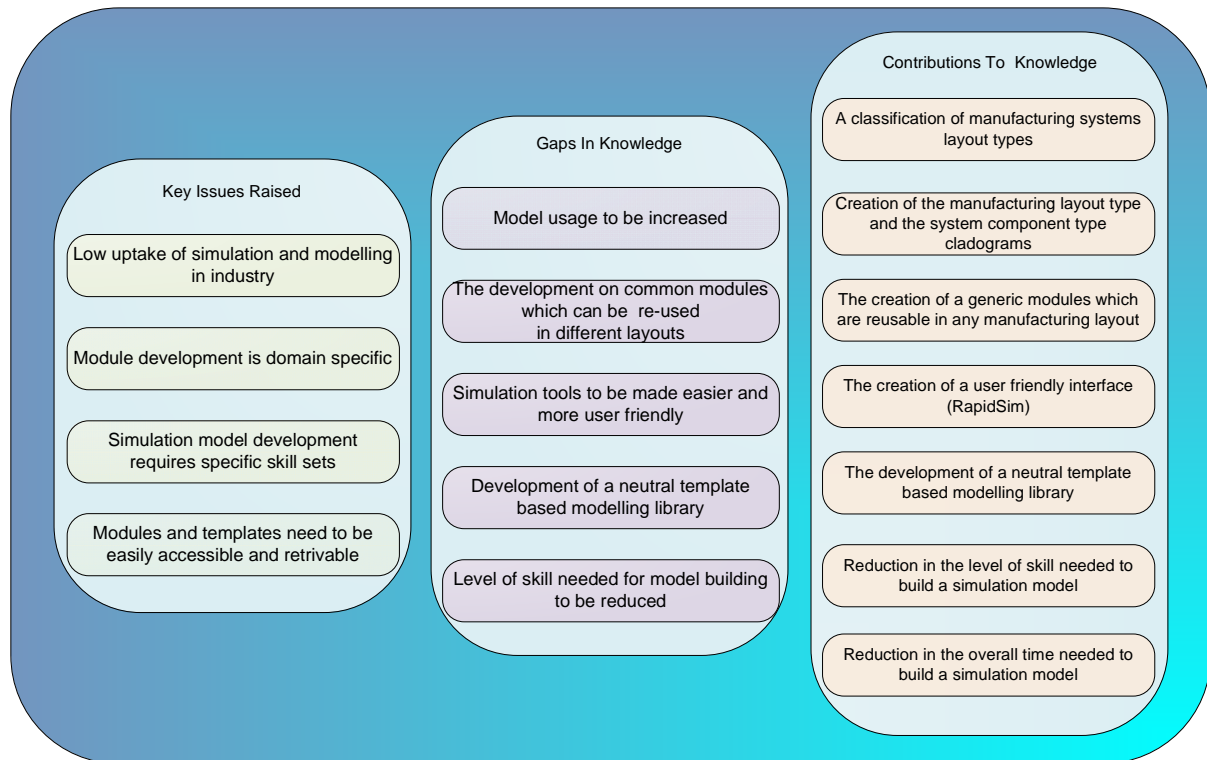 Key Issues Raised
Low uptake of simulation and modelling
in industry
Module development is domain specific
Simulation model development
requires specific skill sets
Modules and templates need to be
easily accessible and retrivable
Gaps In Knowledge
Model usage to be increased
The development on common modules
which can be re-used
in different layouts
Simulation tools to be made easier and
more user friendly
Development of a neutral template
based modelling library
Level of skill needed for model building
to be reduced
Contributions To Knowledge
A classification of manufacturing systems
layout types
Creation of the manufacturing layout type
and the system component type
cladograms
The creation of a generic modules which
are reusable in any manufacturing layout
The creation of a user friendly interface
(RapidSim)
The development of a neutral template
based modelling library
Reduction in the level of skill needed to
build a simulation model
Reduction in the overall time needed to
build a simulation model